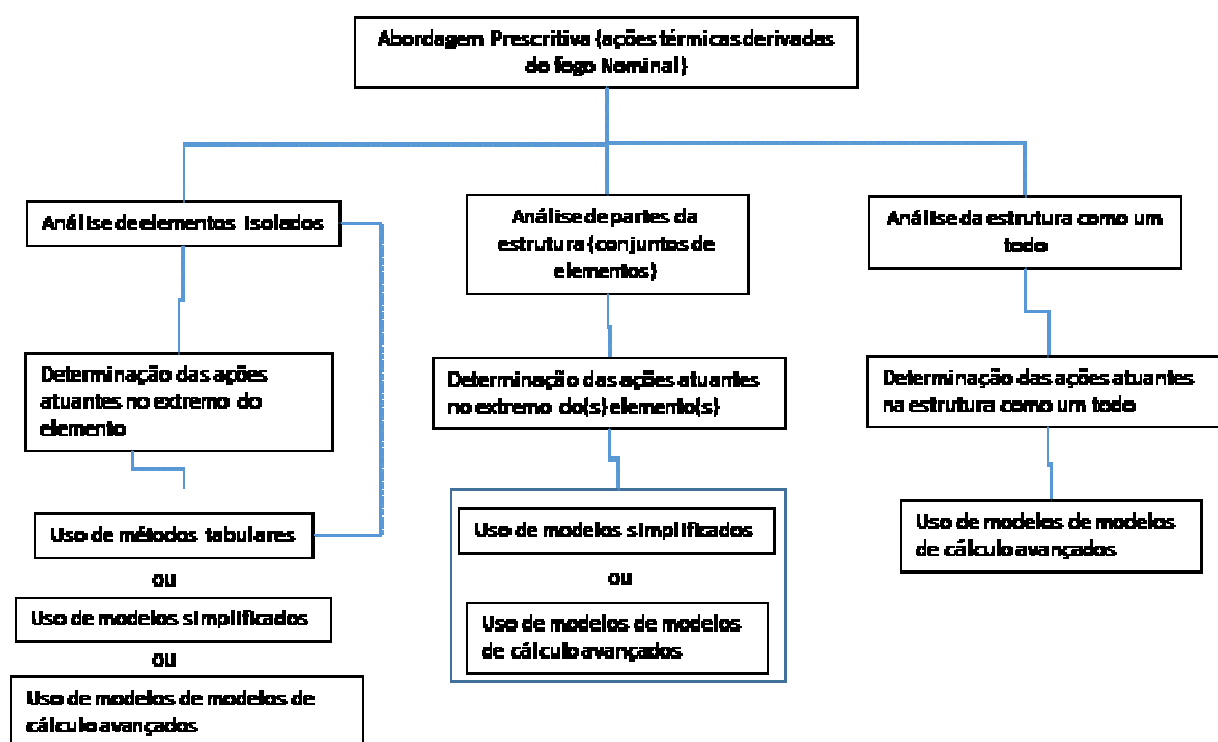 Abordagem Prescritiva (ações térmicas derivadas
do fogo Nominal)
Análise de elementos Isolados
Análise de partes da
estrutura (conjuntos de
elementos)
Análise da estrutura como um
todo
Determinação das ações
atuantes no extremo do
elemento
Determinação das ações atuantes
no extremo do(s) elemento(s)
Determinação das ações atuantes
na estrutura como um todo
Uso de métodos tabulares
ou
Uso de modelos simplificados
ou
Uso de modelos de modelos de
cálculo avançados
Uso de modelos simplificados
ou
Uso de modelos de modelos
de cálculo avançados
Uso de modelos de modelos
de cálculo avançados